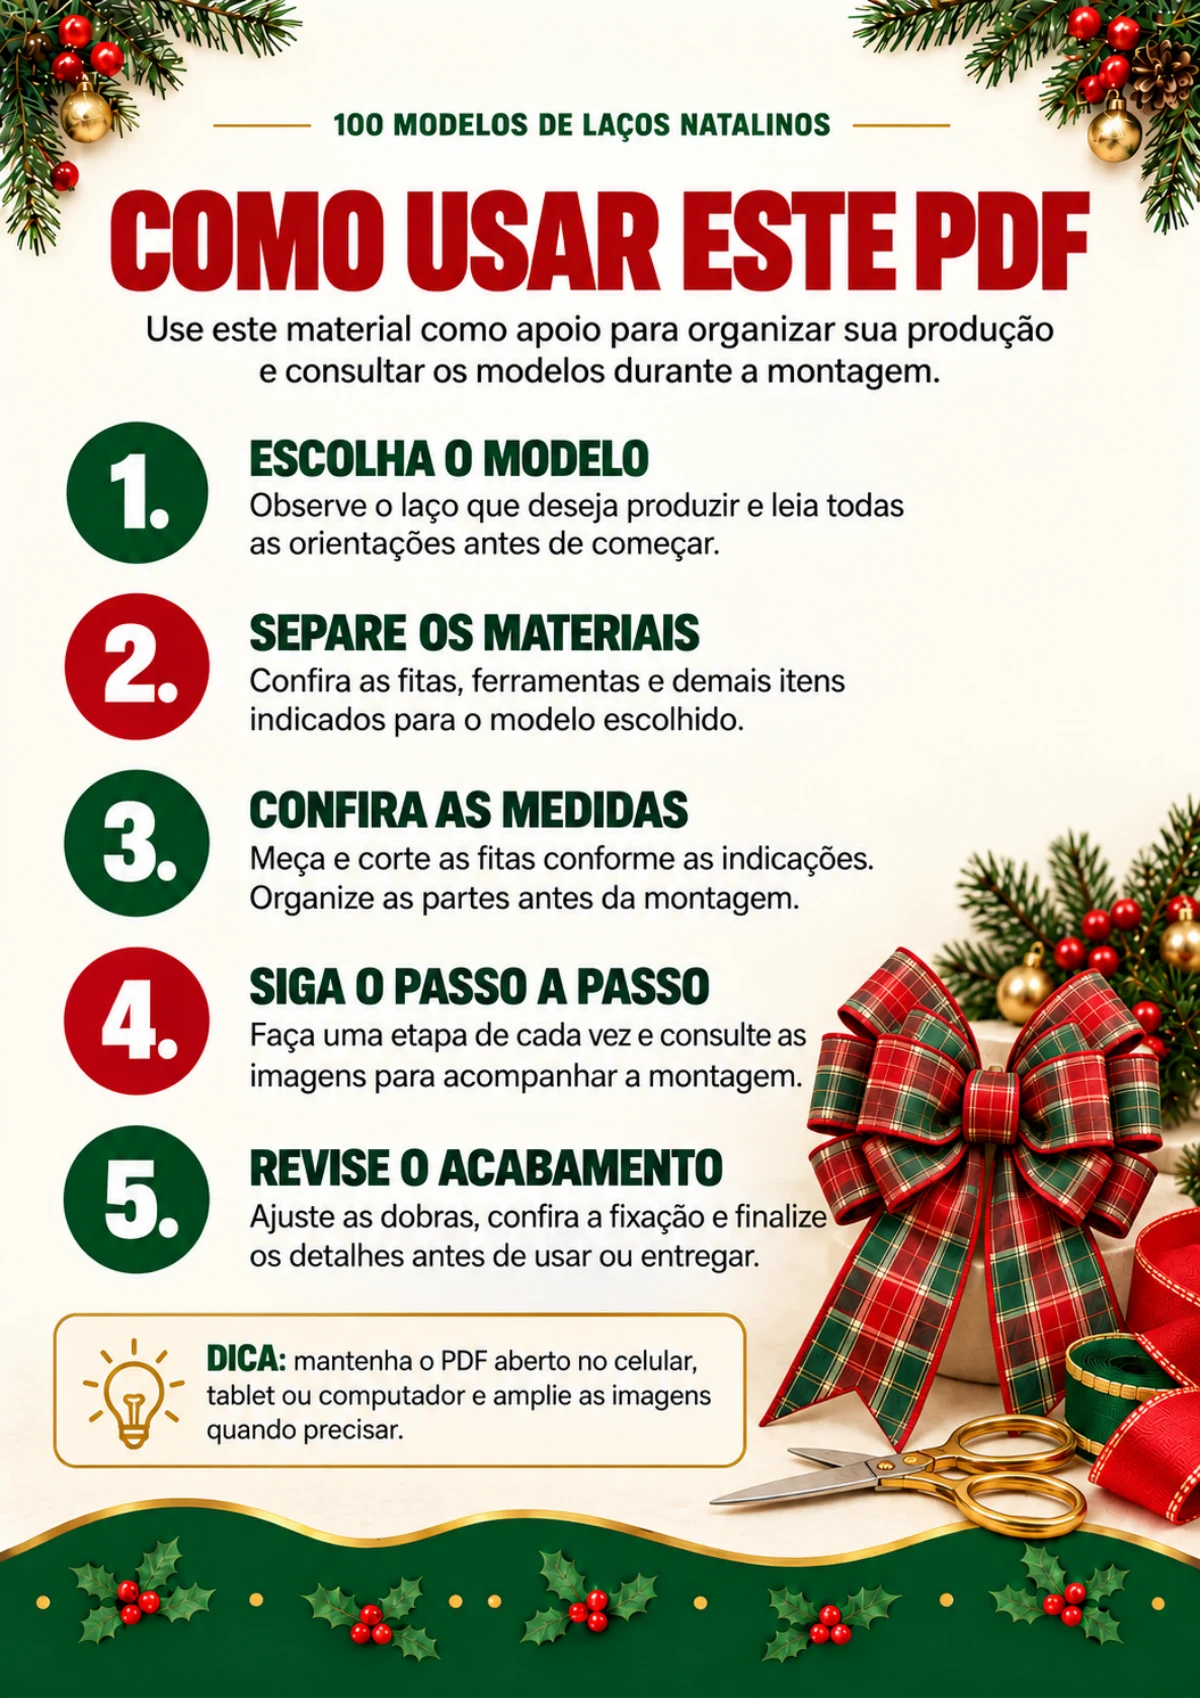 100 MODELOS DE LAÇOS NATALINOS
COMO USAR ESTE PDF
Use este material como apoio para organizar sua produção
e consultar os modelos durante a montagem.
1.
ESCOLHA O MODELO
Observe o laço que deseja produzir e leia todas
as orientações antes de começar.
2.
SEPARE OS MATERIAIS
Confira as fitas, ferramentas e demais itens
indicados para o modelo escolhido.
3.
CONFIRA AS MEDIDAS
Meça e corte as fitas conforme as indicações.
Organize as partes antes da montagem.
4.
SIGA O PASSO A PASSO
Faça uma etapa de cada vez e consulte as
imagens para acompanhar a montagem.
5.
REVISE O ACABAMENTO
Ajuste as dobras, confira a fixação e finalize
os detalhes antes de usar ou entregar.
DICA: mantenha o PDF aberto no celular,
tablet ou computador e amplie as imagens
quando precisar.